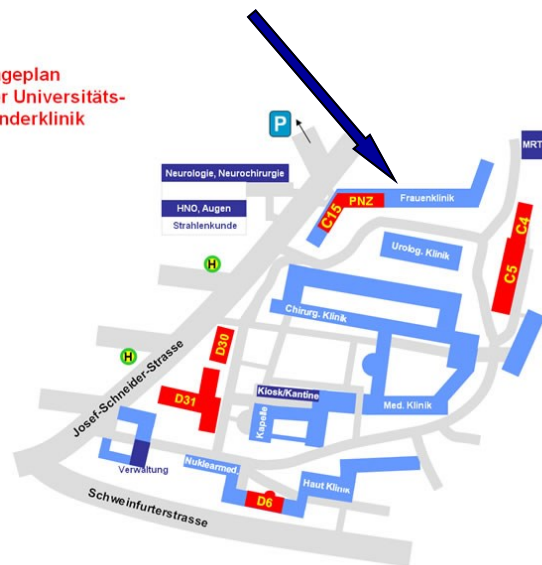 geplan
r Universitäts-
nderklinik
P
MRT
Neurologie, Neurochirurgie
HNO, Augen
Strahlenkunde
C15
PNZ
Frauenklinik
C4
C5
Urolog. Klinik
H
Chirurg. Klinik
D30
H
Josef-Schneider-Strasse
D31
Kiosk/Kantine
Kapelle
Med. Klinik
Verwaltung
Nuklearmed.
Haut Klinik
D6
Schweinfurterstrasse